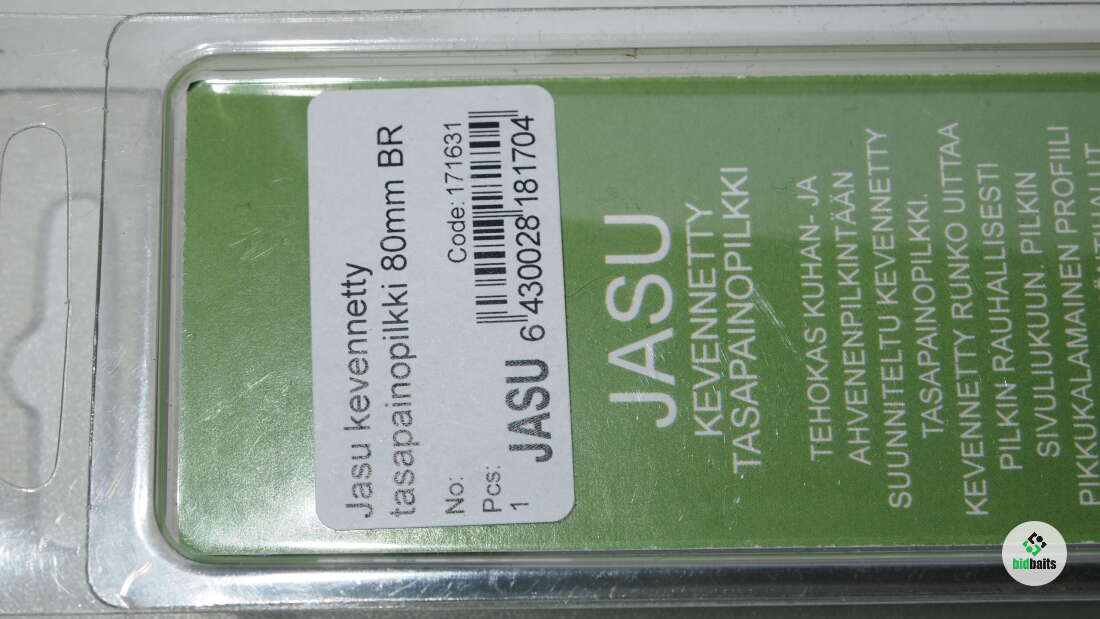 Jasu kevennetty
tasapainopilkki 80mm BR
No:
Code: 171631
Pcs:
1
JASU
6 430028 181704
JASU
KEVENNETTY
TASAPAINOPILKKI
TEHOKAS KUHAN- JA
AHVENENPILKINTÄÄN
SUUNNITELTU KEVENNETTY
TASAPAINOPILKKI.
KEVENNETTY RUNKO UITTAA
PILKIN RAUHALLISESTI
SIVULIUKUUN. PILKIN
PIKKUKALAMAINEN PROFIILI
bidbaits